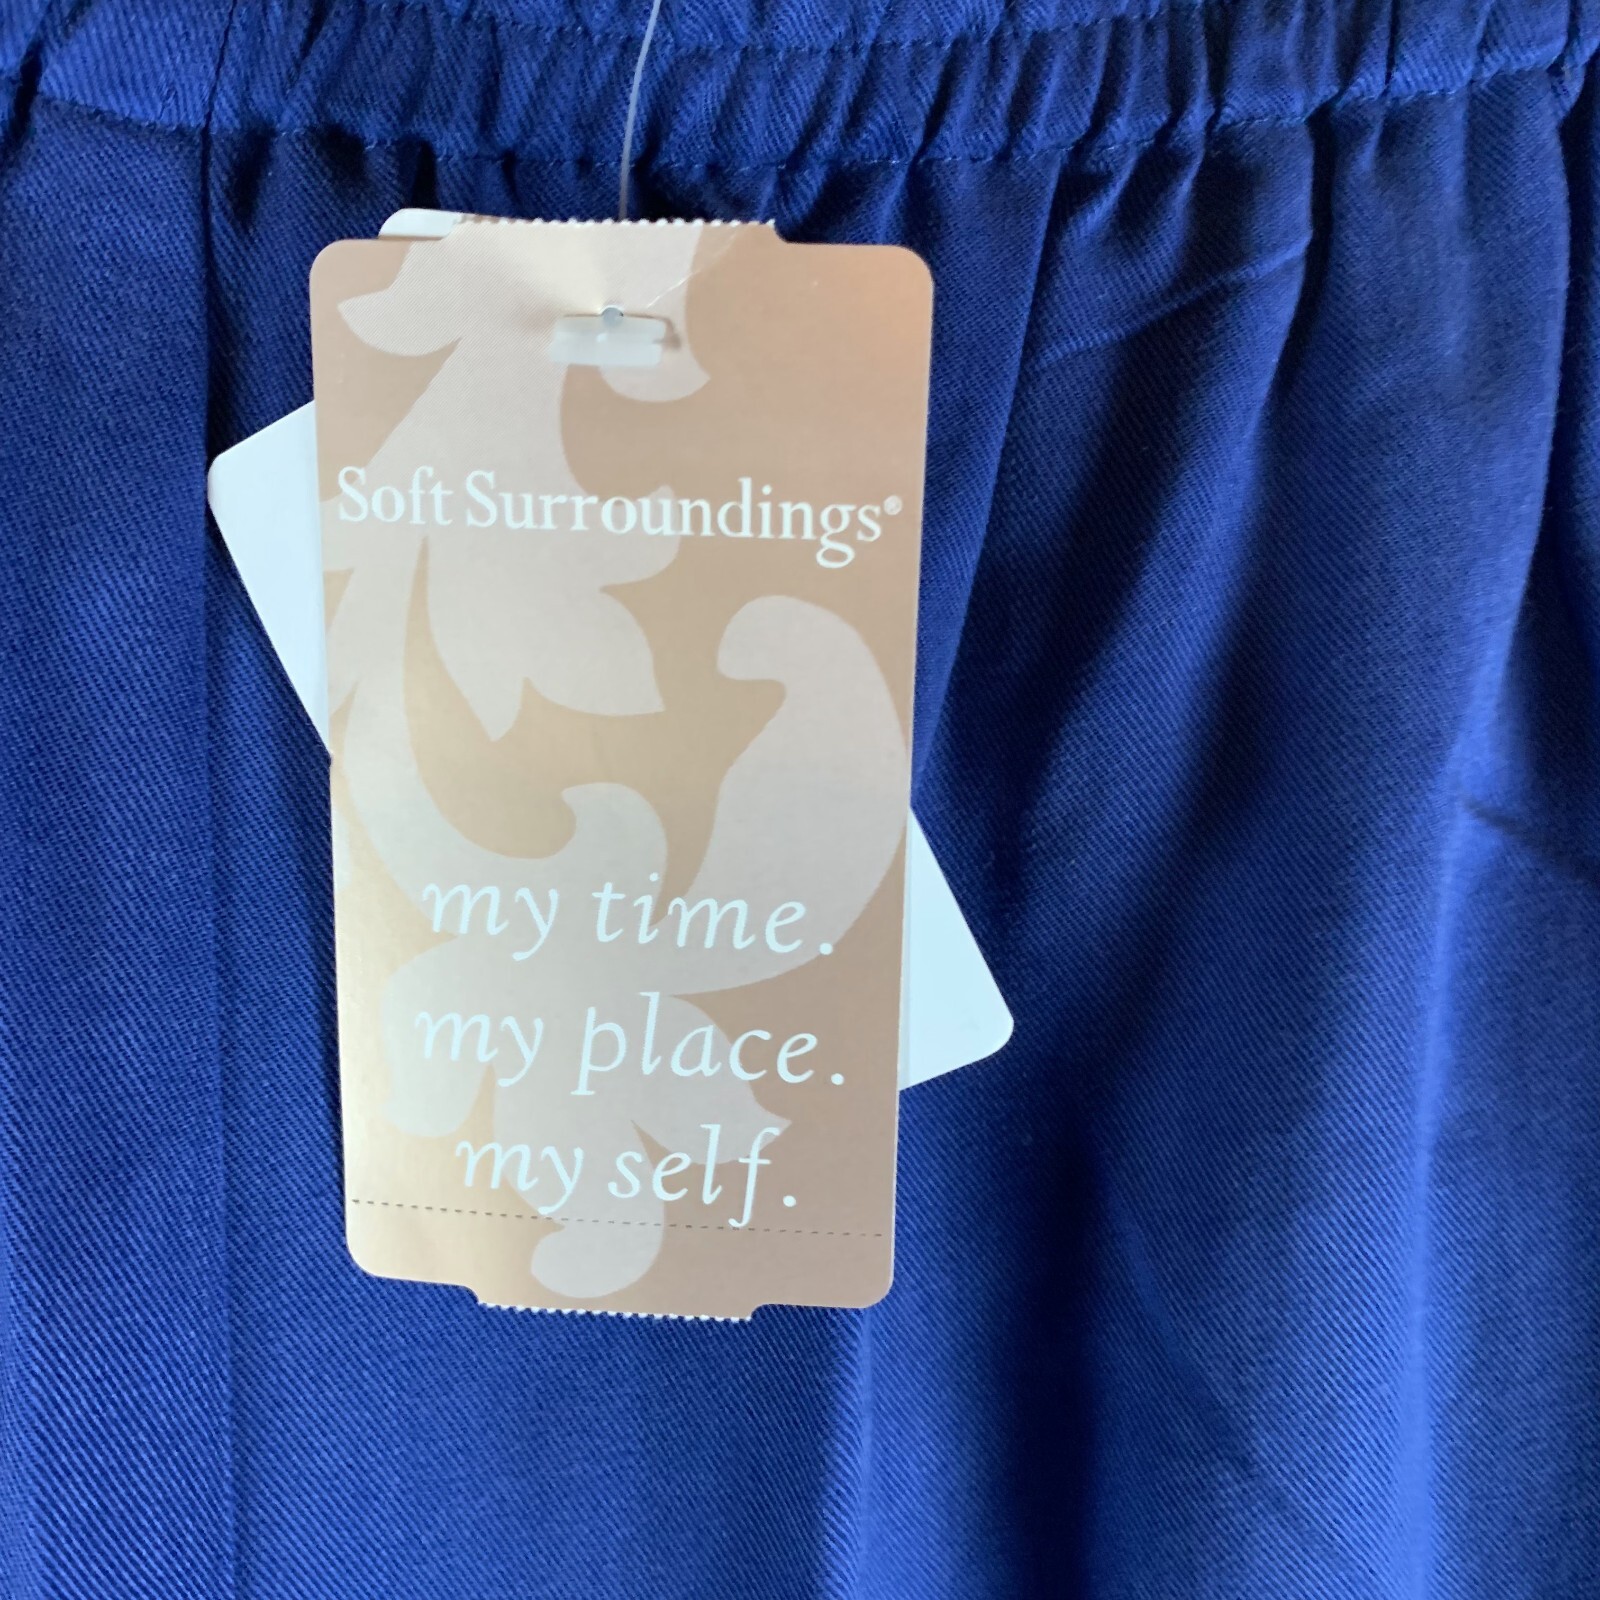 Soft Surroundings®
my time.
my place.
my self.